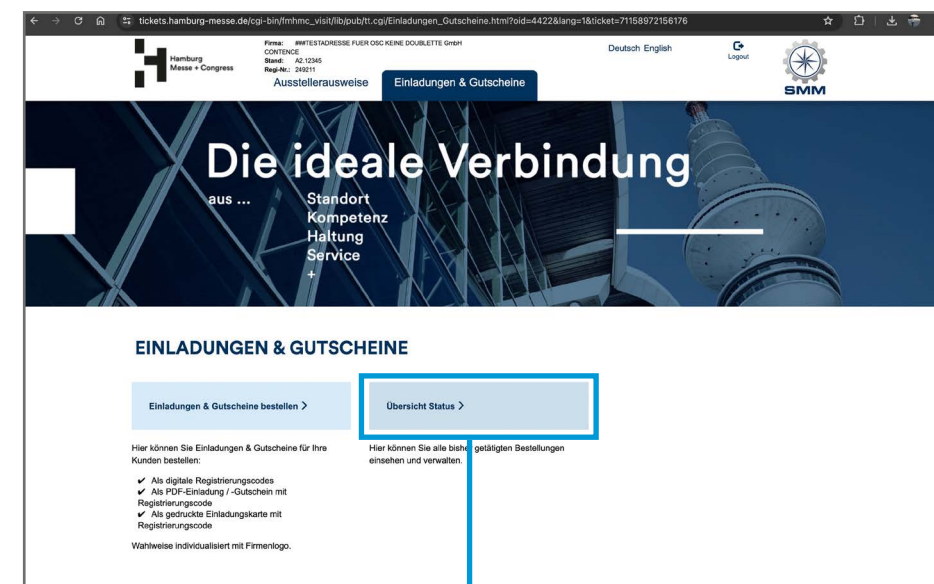 tickets.hamburg-messe.de/cgi-bin/fmhmc_visit/lib/pub/tt.cgi/Einladungen_Gutscheine.html?oid=4422&lang=1&ticket=71158972156176
Hamburg
Messe + Congress
Firma: ###TESTADRESSE FUER OSC KEINE DOUBLETTE GmbH
CONTENCE
Stand: A2.12345
Regi-Nr.: 249211
Ausstellerausweise
Einladungen & Gutscheine
Deutsch English
Logout
SMM
Die ideale Verbindung
aus ... Standort
Kompetenz
Haltung
Service
+
EINLADUNGEN & GUTSCHEINE
Einladungen & Gutscheine bestellen >
Hier können Sie Einladungen & Gutscheine für Ihre
Kunden bestellen:
✔ Als digitale Registrierungscodes
✔ Als PDF-Einladung / -Gutschein mit
Registrierungscode
✔ Als gedruckte Einladungskarte mit
Registrierungscode
Wahlweise individualisiert mit Firmenlogo.
Übersicht Status >
Hier können Sie alle bisher getätigten Bestellungen
einsehen und verwalten.